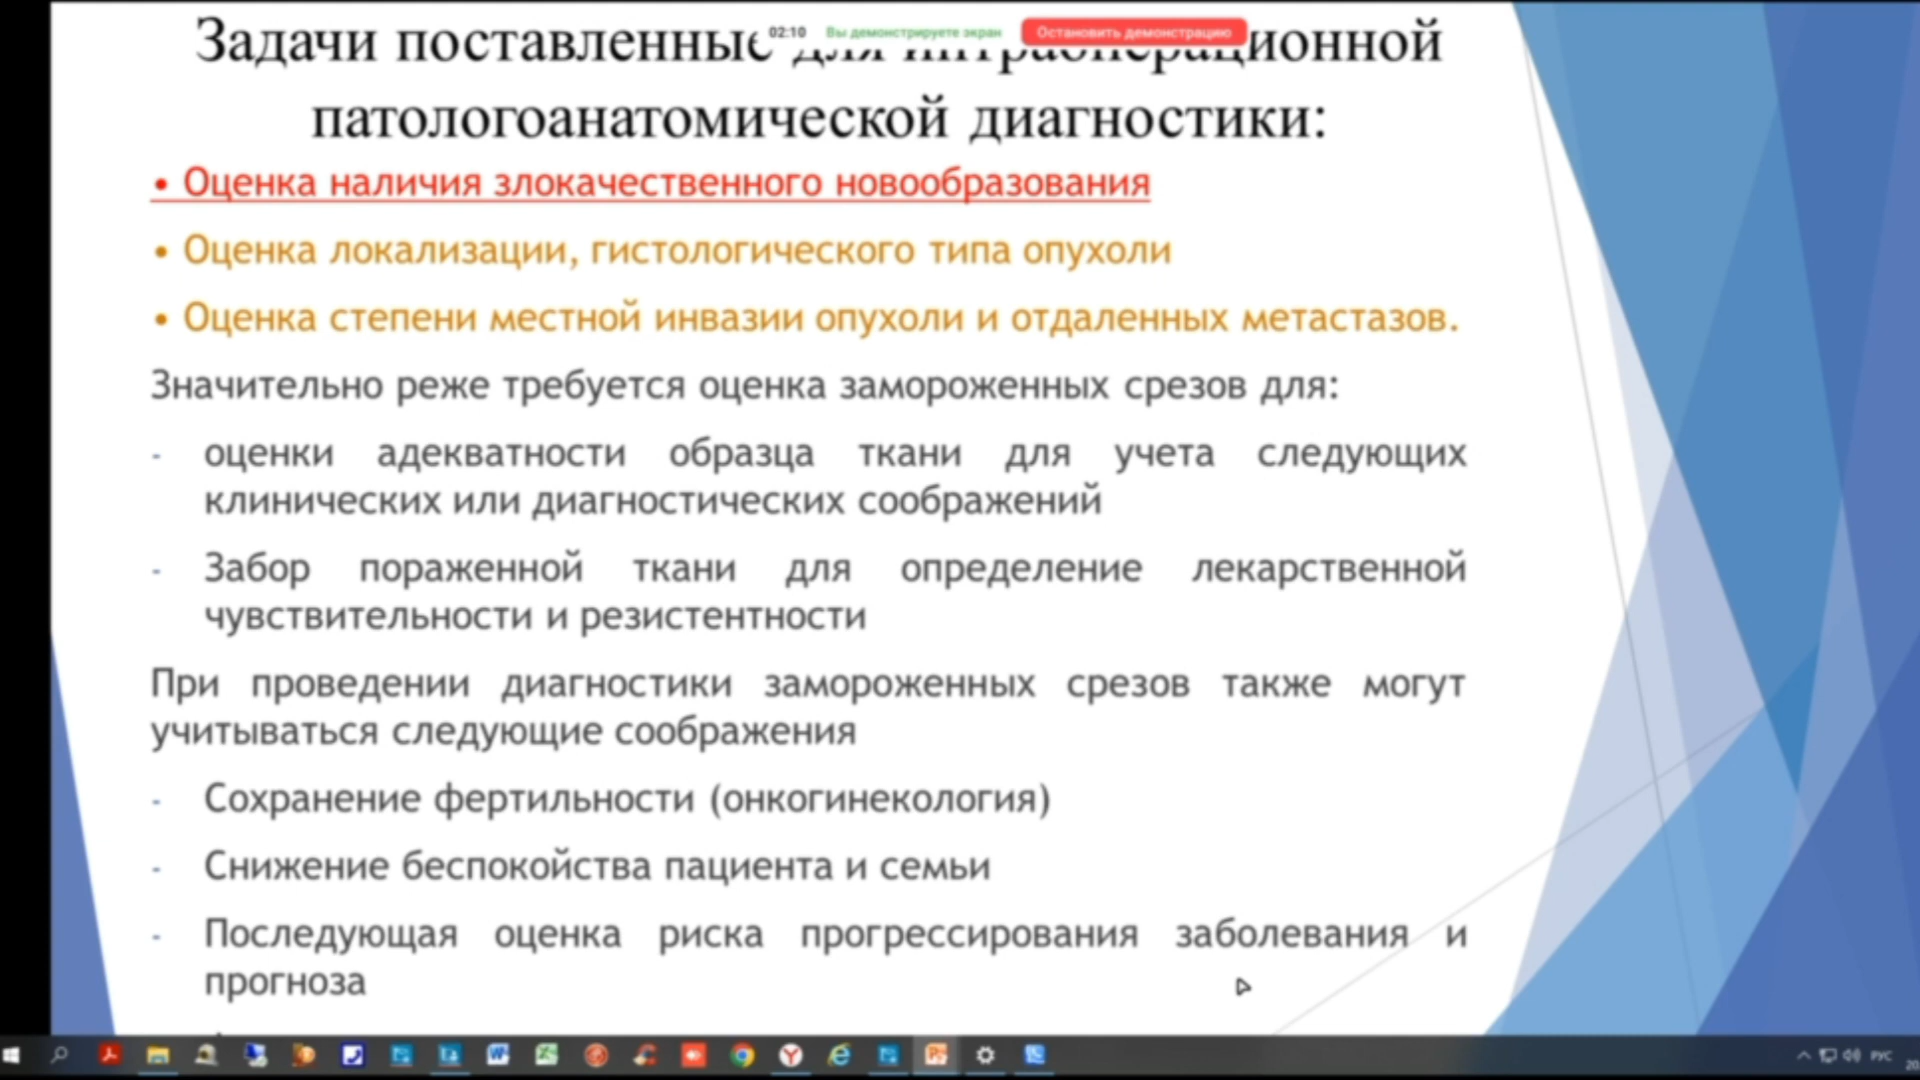 Задачи поставленные для интраоперационной
02:10 Вы демонстрируете экран Остановить демонстрацию
патологоанатомической диагностики:
• Оценка наличия злокачественного новообразования
• Оценка локализации, гистологического типа опухоли
• Оценка степени местной инвазии опухоли и отдаленных метастазов.
Значительно реже требуется оценка замороженных срезов для:
- оценки адекватности образца ткани для учета следующих
клинических или диагностических соображений
- Забор пораженной ткани для определение лекарственной
чувствительности и резистентности
При проведении диагностики замороженных срезов также могут
учитываться следующие соображения
- Сохранение фертильности (онкогинекология)
- Снижение беспокойства пациента и семьи
- Последующая оценка риска прогрессирования заболевания и
прогноза
РУС